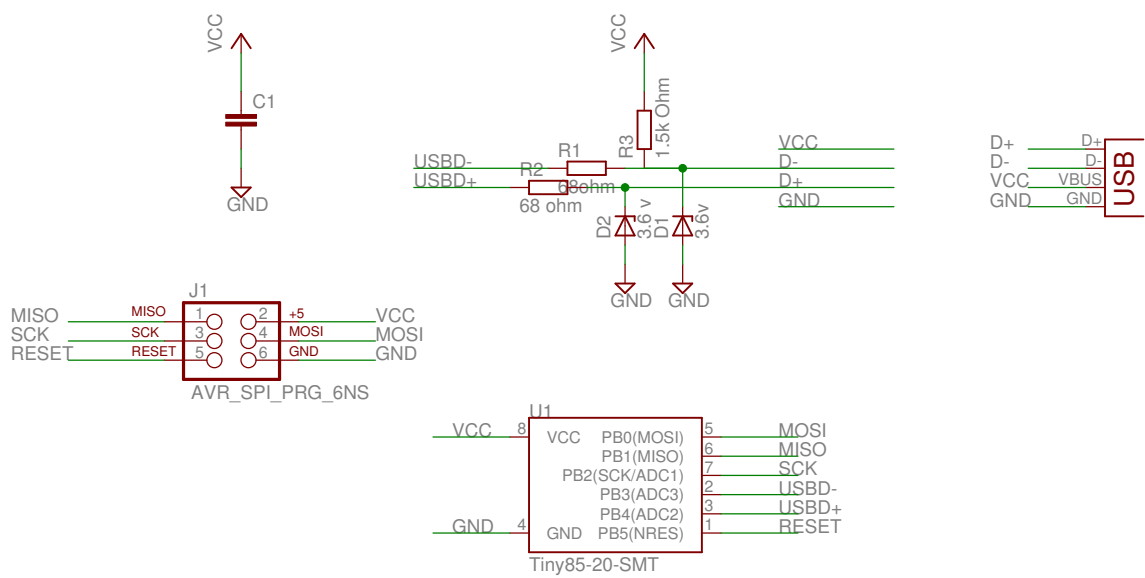 VCC
C1
GND
VCC
R3
1.5k Ohm
USBD-
R1
68ohm
USBD+
R2
68 ohm
VCC
D-
D+
GND
D2
3.6 v
D1
3.6v
GND
GND
D+
D-
VCC
GND
D+
D-
VBUS
GND
USB
J1
MISO MISO 1 2 +5 VCC
SCK SCK 3 4 MOSI MOSI
RESET RESET 5 6 GND GND
AVR_SPI_PRG_6NS
U1
VCC 8 VCC PB0(MOSI) 5 MOSI
PB1(MISO) 6 MISO
PB2(SCK/ADC1) 7 SCK
PB3(ADC3) 2 USBD-
PB4(ADC2) 3 USBD+
GND 4 GND PB5(NRES) 1 RESET
Tiny85-20-SMT